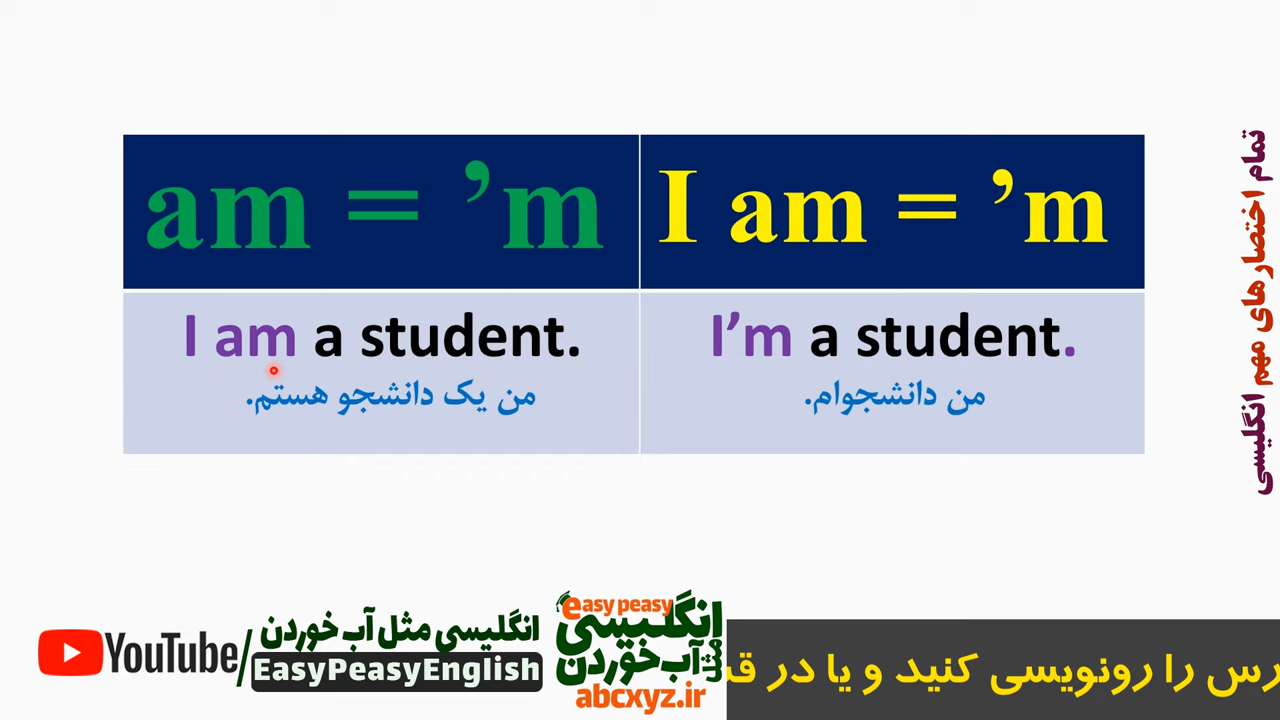 am = ’m
I am = ’m
I am a student.
من یک دانشجو هستم.
I’m a student.
من دانشجوام.
تمام اختصارهای مهم انگلیسی
YouTube/
انگلیسی مثل آب خوردن
EasyPeasyEnglish
easy peasy
انگلیسی
مثل
آب خوردن
abcxyz.ir
را رونویسی کنید و یا در